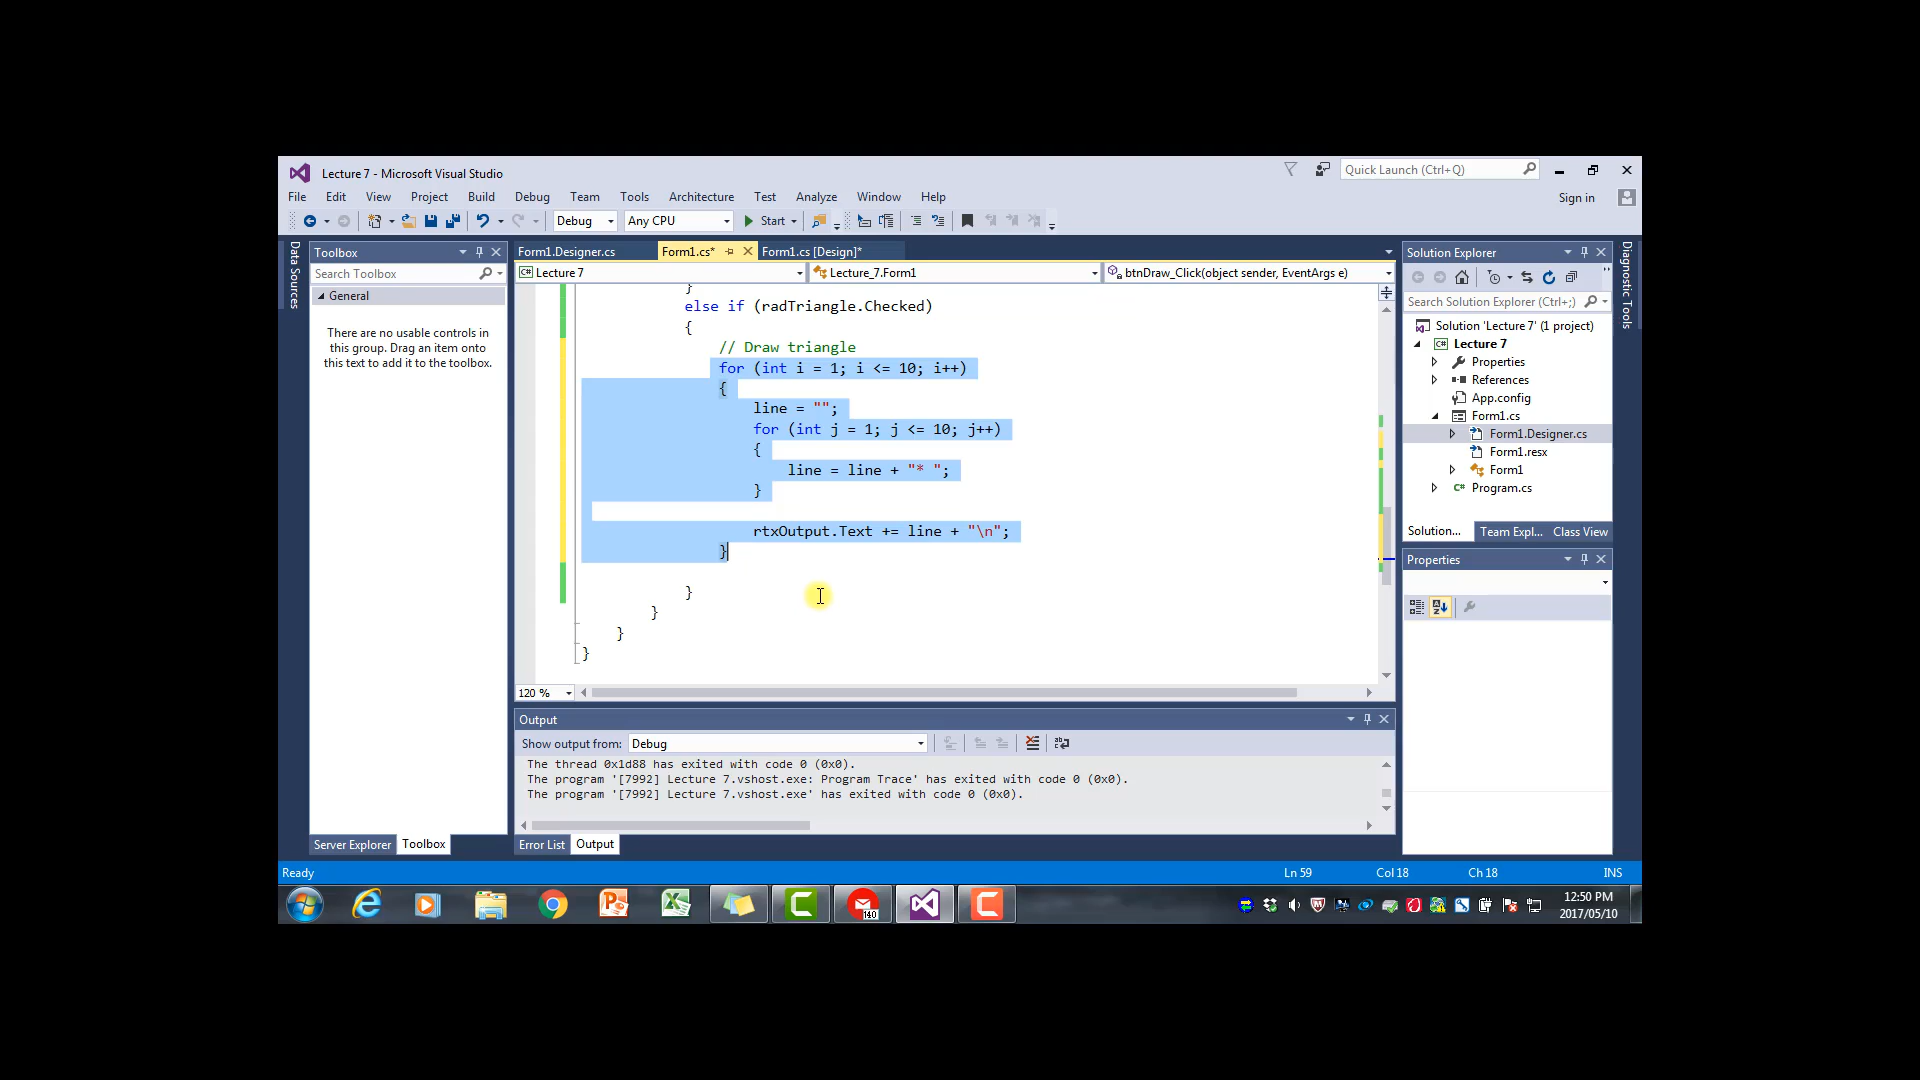 Lecture 7 - Microsoft Visual Studio
Quick Launch (Ctrl+Q)
File Edit View Project Build Debug Team Tools Architecture Test Analyze Window Help
Sign in
Debug Any CPU Start
Data Sources
Toolbox
Search Toolbox
General
There are no usable controls in
this group. Drag an item onto
this text to add it to the toolbox.
Server Explorer Toolbox
Form1.Designer.cs Form1.cs* Form1.cs [Design]*
C# Lecture 7 Lecture_7.Form1 btnDraw_Click(object sender, EventArgs e)
}
else if (radTriangle.Checked)
{
// Draw triangle
for (int i = 1; i <= 10; i++)
{
line = "";
for (int j = 1; j <= 10; j++)
{
line = line + "* ";
}
rtxOutput.Text += line + "\n";
}
}
}
}
}
120 %
Output
Show output from: Debug
The thread 0x1d88 has exited with code 0 (0x0).
The program '[7992] Lecture 7.vshost.exe: Program Trace' has exited with code 0 (0x0).
The program '[7992] Lecture 7.vshost.exe' has exited with code 0 (0x0).
Error List Output
Solution Explorer
Search Solution Explorer (Ctrl+;)
Solution 'Lecture 7' (1 project)
C# Lecture 7
Properties
References
App.config
Form1.cs
Form1.Designer.cs
Form1.resx
Form1
C# Program.cs
Solution... Team Expl... Class View
Properties
Diagnostic Tools
Ready Ln 59 Col 18 Ch 18 INS
140
12:50 PM
2017/05/10